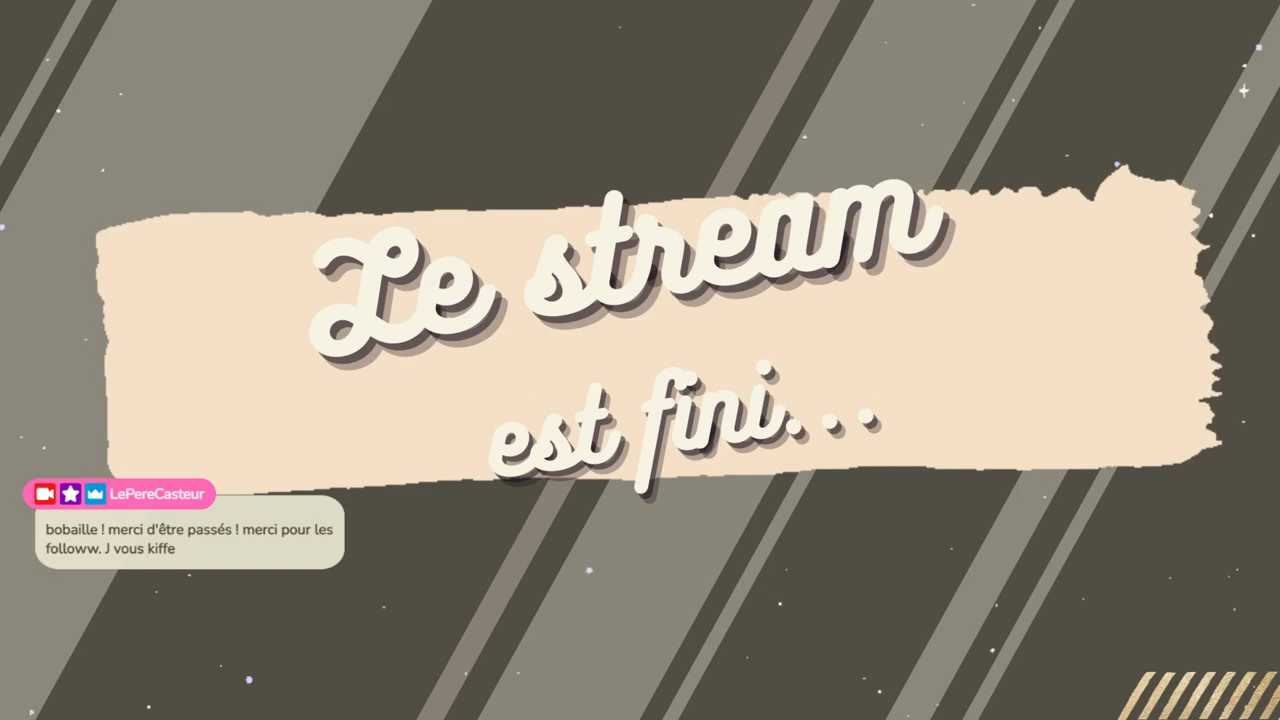 Le stream
est fini...
LePereCasteur
bobaille ! merci d'être passés ! merci pour les
followw. J vous kiffe